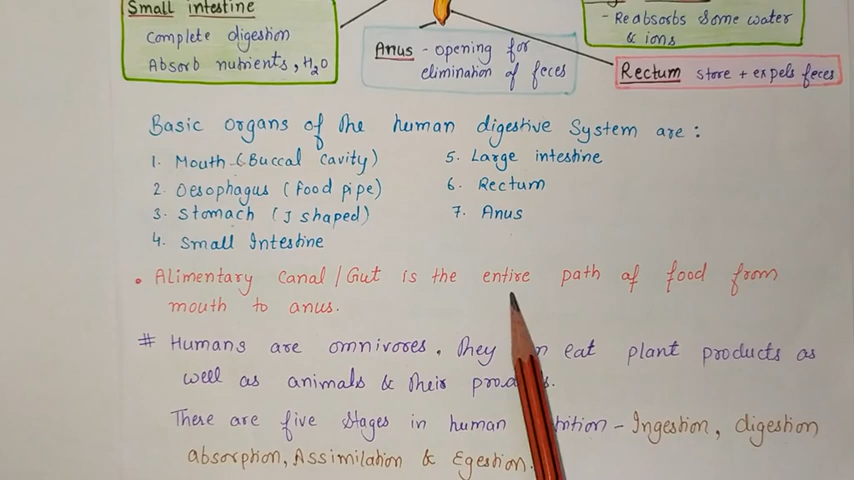 Small intestine
Complete digestion
Absorb nutrients, H2O
Anus - opening for
elimination of feces
- Reabsorbs some water
& ions
Rectum store + expels feces
Basic organs of the human digestive System are :
1. Mouth (Buccal cavity)
2. Oesophagus (Food pipe)
3. Stomach (J shaped)
4. Small Intestine
5. Large intestine
6. Rectum
7. Anus
• Alimentary canal / Gut is the entire path of food from
mouth to anus.
# Humans are omnivores. They eat plant products as
well as animals & their
There are five stages in human - Ingestion, digestion
absorption, Assimilation & Egestion.